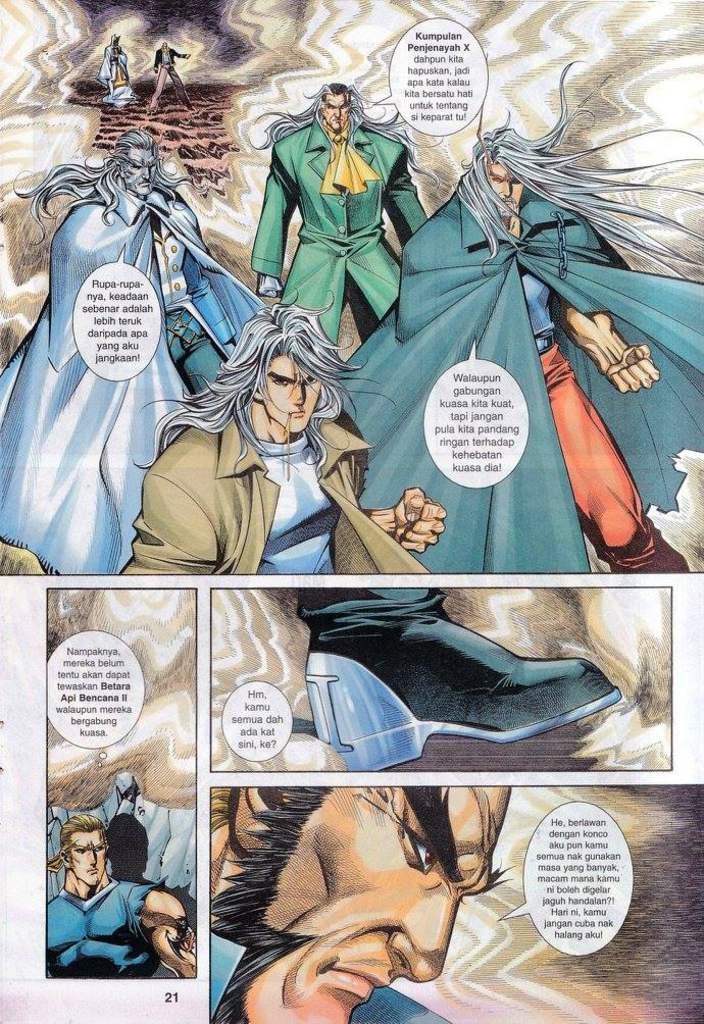 Kumpulan
Penjenayah X
dahpun kita
hapuskan, jadi
apa kata kalau
kita bersatu hati
untuk tentang
si keparat tu!
Rupa-rupa-
nya, keadaan
sebenar adalah
lebih teruk
daripada apa
yang aku
jangkaan!
Walaupun
gabungan
kuasa kita kuat,
tapi jangan
pula kita pandang
ringan terhadap
kehebatan
kuasa dia!
Nampaknya,
mereka belum
tentu akan dapat
tewaskan Betara
Api Bencana II
walaupun mereka
bergabung
kuasa.
Hm,
kamu
semua dah
ada kat
sini, ke?
He, berlawan
dengan konco
aku pun kamu
semua nak gunakan
masa yang banyak,
macam mana kamu
ni boleh digelar
jaguh handalan?!
Hari ni, kamu
jangan cuba nak
halang aku!
21